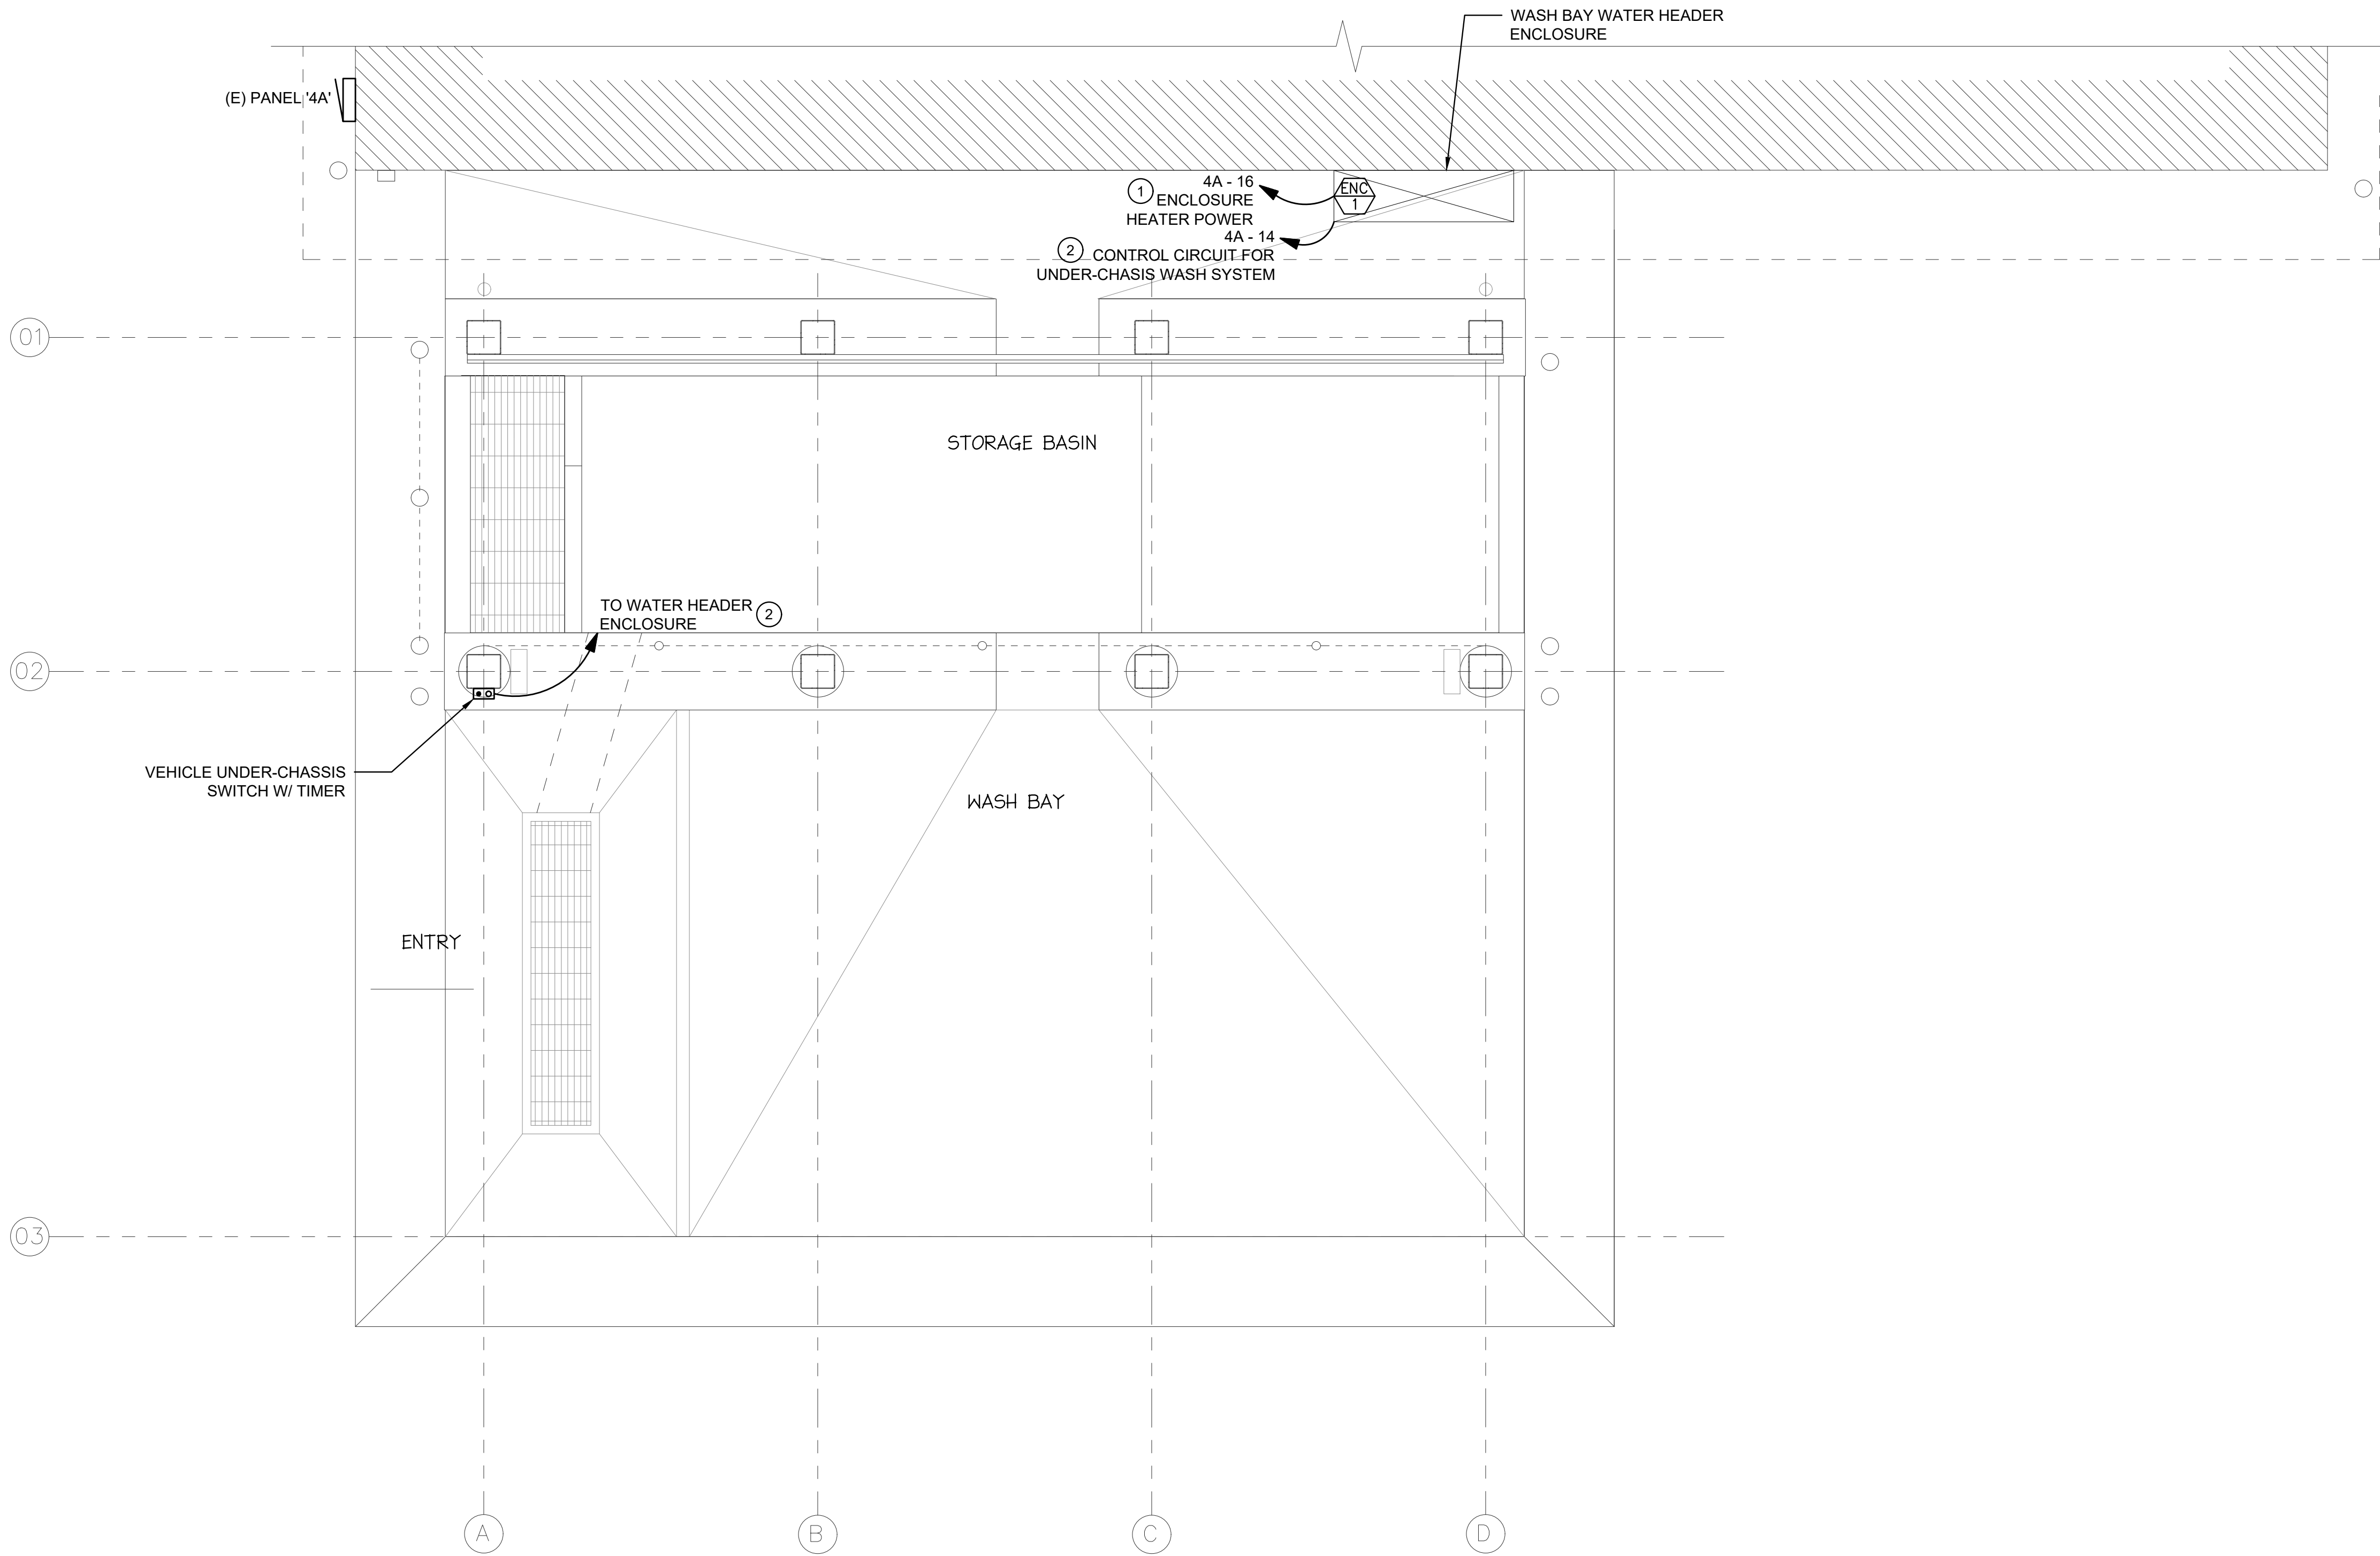 WASH BAY WATER HEADER
ENCLOSURE
(E) PANEL '4A'
1
4A - 16
ENCLOSURE
HEATER POWER
ENC
1
4A - 14
2
CONTROL CIRCUIT FOR
UNDER-CHASIS WASH SYSTEM
01
STORAGE BASIN
TO WATER HEADER
ENCLOSURE
2
02
VEHICLE UNDER-CHASSIS
SWITCH W/ TIMER
WASH BAY
ENTRY
03
A
B
C
D